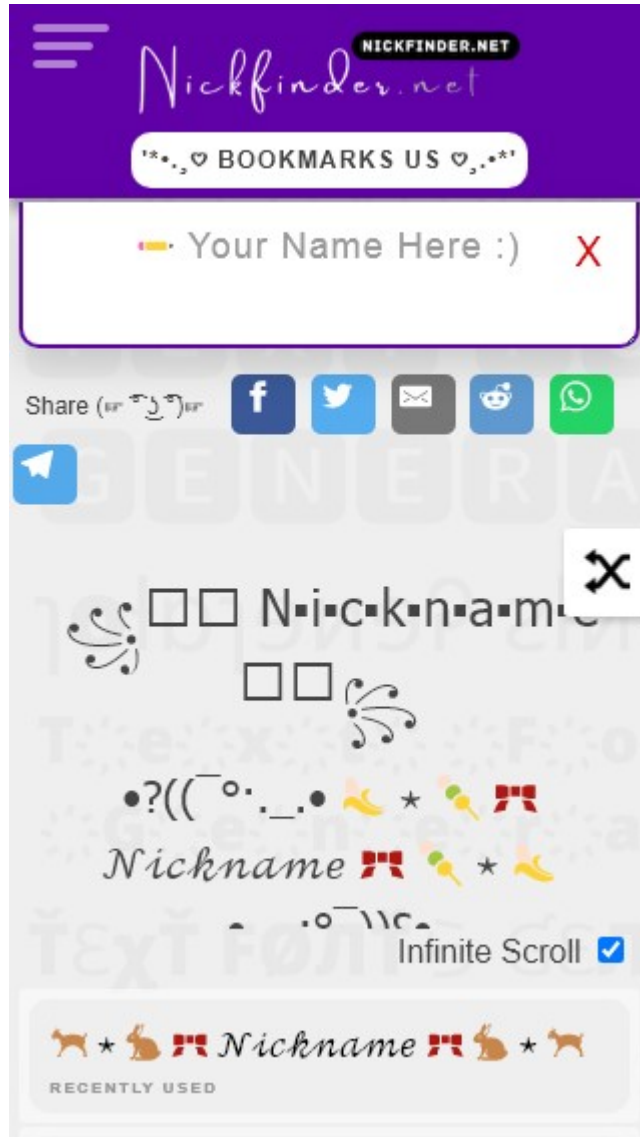 NICKFINDER.NET
Nickfinder.net
'*•.¸♡ BOOKMARKS US ♡¸.•*'
✏️ Your Name Here :)
X
Share (☞ ͡° ͜ʖ ͡°)☞
꧁□□ N▪i▪c▪k▪n▪a▪m▪e
□□꧂
•?((¯°·._.• 🍌 ⋆ 🍡 🎀
𝓝𝓲𝓬𝓴𝓷𝓪𝓶𝓮 🎀 🍡 ⋆ 🍌
Infinite Scroll
🐕 ⋆ 🐇 🎀 𝒩𝒾𝒸𝓀𝓃𝒶𝓂𝑒 🎀 🐇 ⋆ 🐕
RECENTLY USED